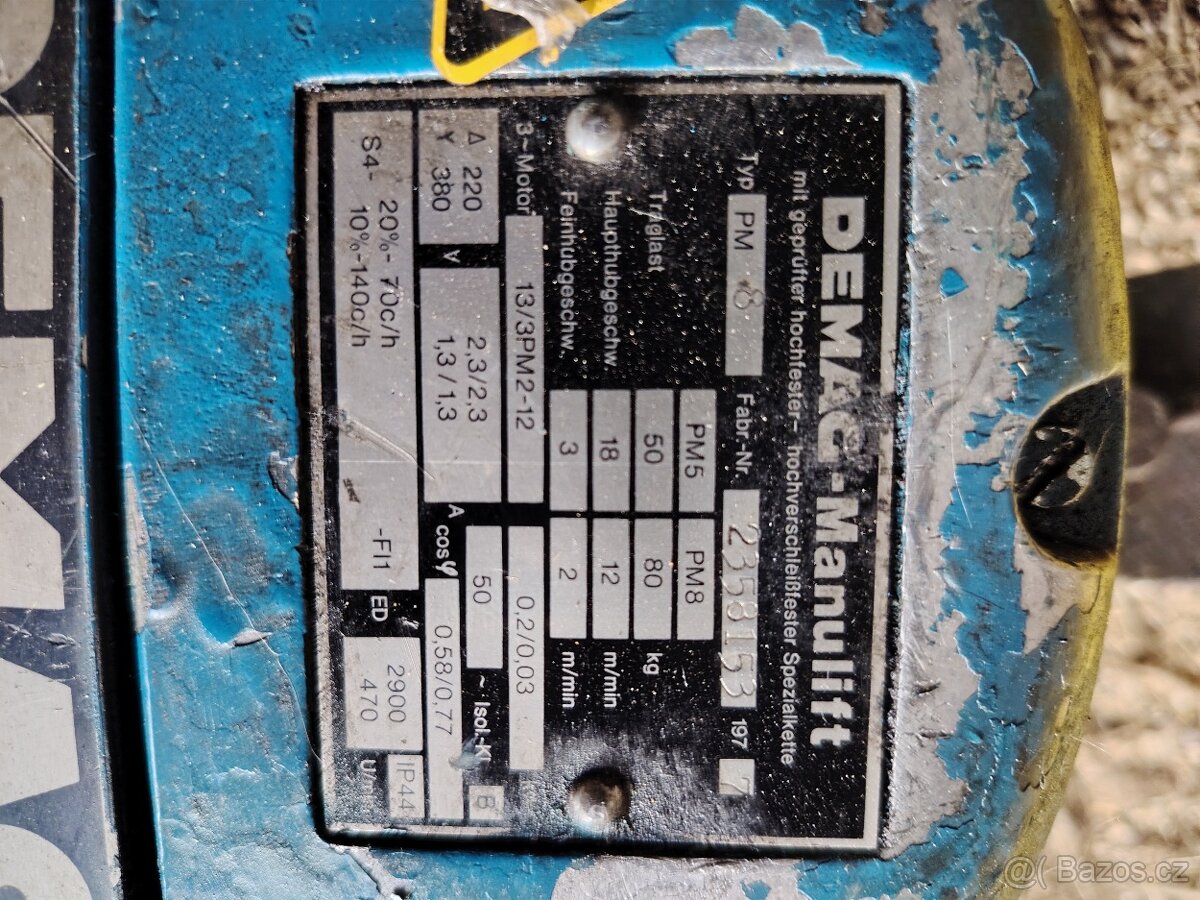 DEMAG-Manulift
mit geprüfter hochfester- hochverschleißfester Spezialkette
Typ PM 8 Fabr-Nr. 2358153 197 7
PM5 PM8
Traglast 50 80 kg
Haupthubgeschw. 18 12 m/min
Feinhubgeschw. 3 2 m/min
3~Motor 13/3PM2-12 0,2/0,03
Δ 220 V 2,3/2,3 A 50 ~ Isol.-Kl B
Y 380 1,3/1,3 cosφ 0,58/0,77
S4- 20%- 70c/h -FI1 ED 2900 IP44
10%-140c/h 470 U/min
DEMAG
@( Bazos.cz